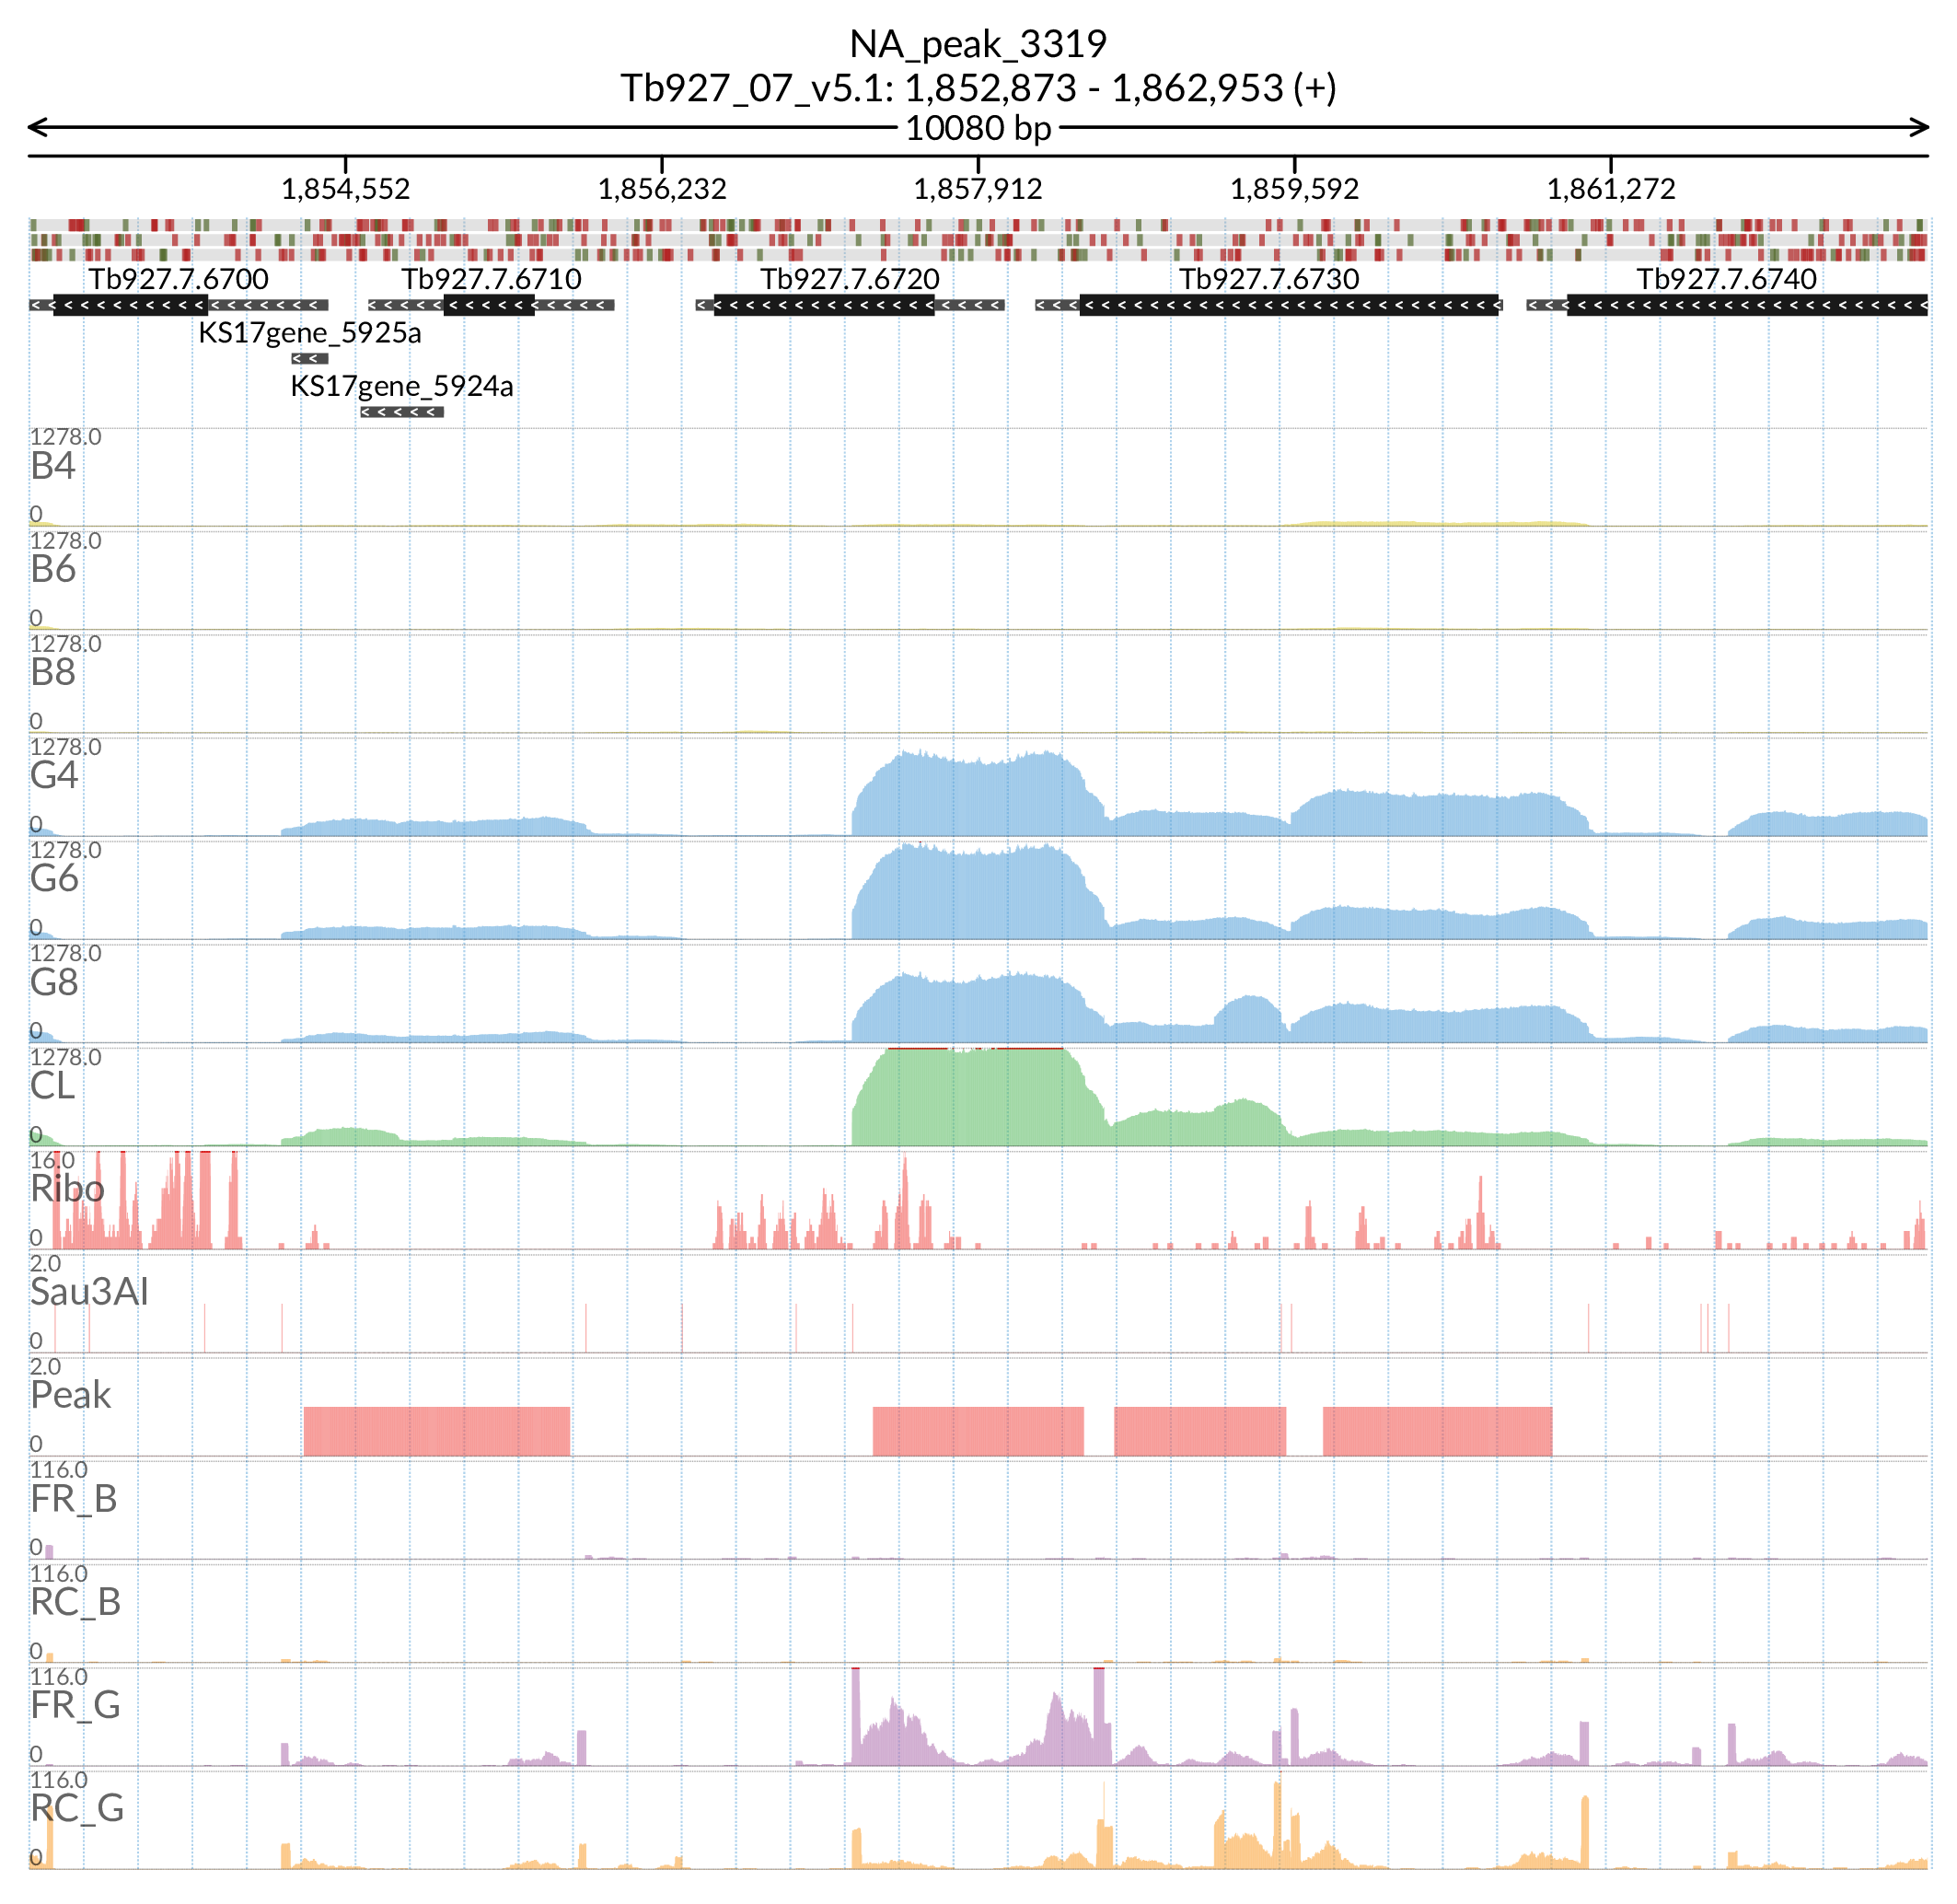 NA_peak_3319
Tb927_07_v5.1: 1,852,873 - 1,862,953 (+)
10080 bp
1,854,552 1,856,232 1,857,912 1,859,592 1,861,272
Tb927.7.6700 Tb927.7.6710 Tb927.7.6720 Tb927.7.6730 Tb927.7.6740
KS17gene_5925a
KS17gene_5924a
1278.0
B4
0
1278.0
B6
0
1278.0
B8
0
1278.0
G4
0
1278.0
G6
0
1278.0
G8
0
1278.0
CL
0
16.0
Ribo
0
2.0
Sau3AI
0
2.0
Peak
0
116.0
FR_B
0
116.0
RC_B
0
116.0
FR_G
0
116.0
RC_G
0